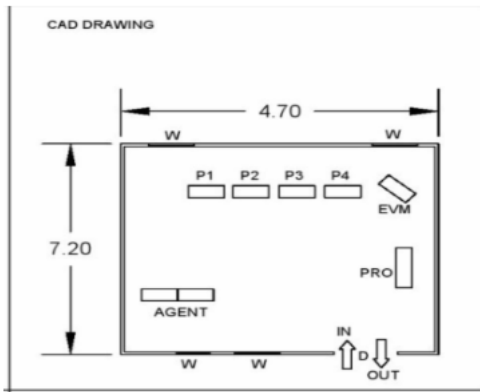 CAD DRAWING
4.70
W W
P1 P2 P3 P4
EVM
7.20
PRO
AGENT
IN
D
W W
OUT